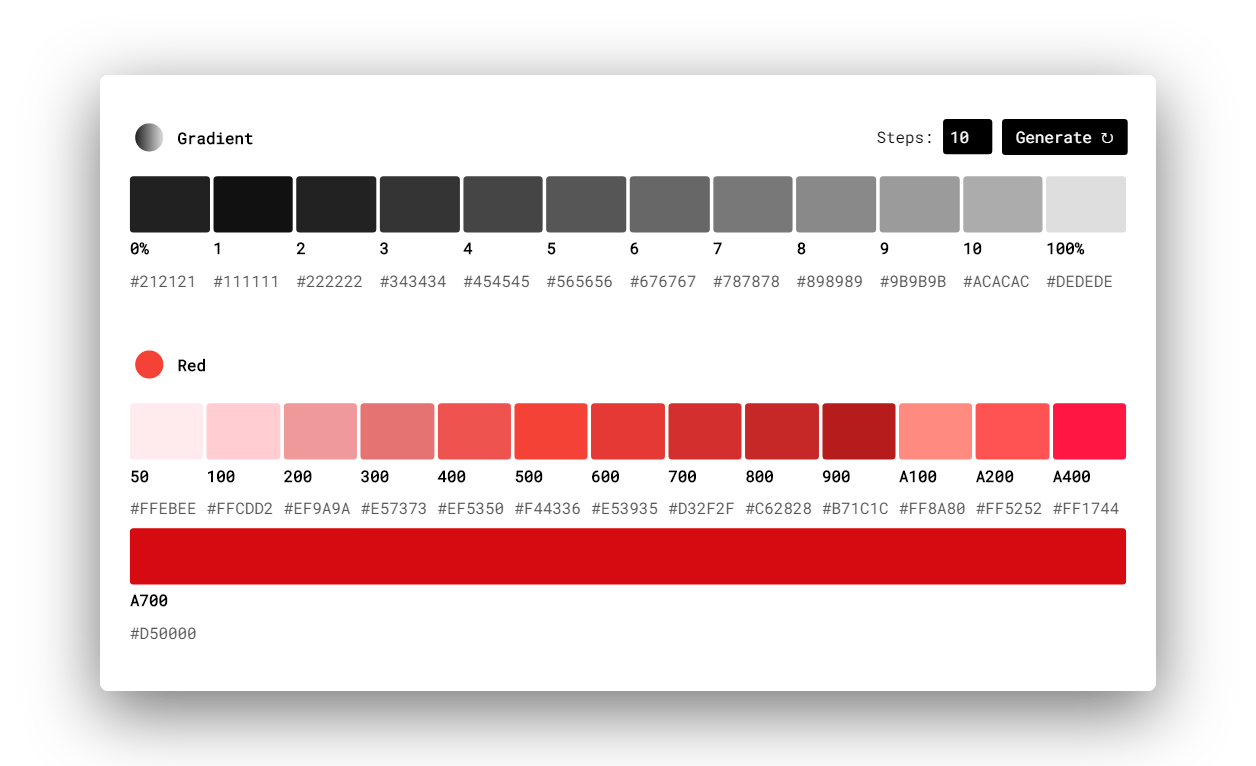 Gradient Steps: 10 Generate ↻
0% 1 2 3 4 5 6 7 8 9 10 100%
#212121 #111111 #222222 #343434 #454545 #565656 #676767 #787878 #898989 #9B9B9B #ACACAC #DEDEDE
Red
50 100 200 300 400 500 600 700 800 900 A100 A200 A400
#FFEBEE #FFCDD2 #EF9A9A #E57373 #EF5350 #F44336 #E53935 #D32F2F #C62828 #B71C1C #FF8A80 #FF5252 #FF1744
A700
#D50000